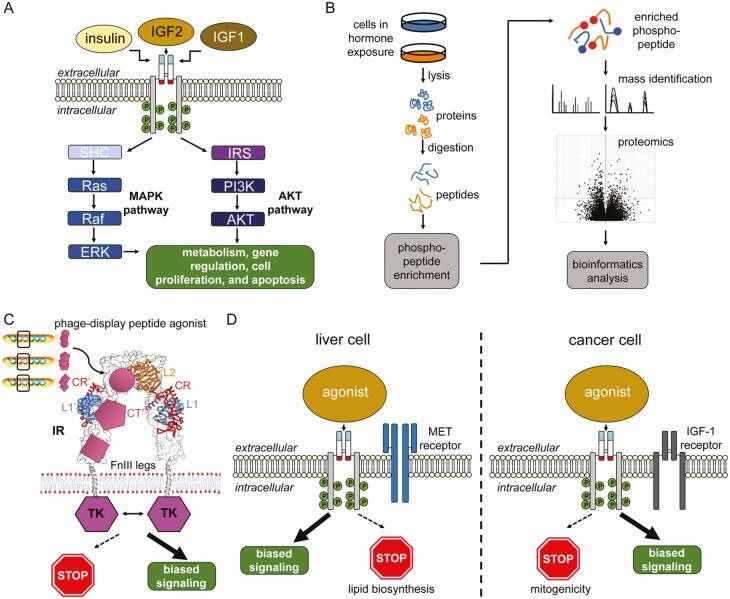 A
insulin
IGF2
IGF1
extracellular
intracellular
P P P P
P P P P
SHC
IRS
Ras
PI3K
MAPK
pathway
AKT
pathway
Raf
AKT
ERK
metabolism, gene
regulation, cell
proliferation, and apoptosis
B
cells in
hormone
exposure
lysis
proteins
digestion
peptides
phospho-
peptide
enrichment
enriched
phospho-
peptide
mass identification
proteomics
bioinformatics
analysis
C
phage-display peptide agonist
L2
CR'
CR
L1'
CT'
L1
IR
FnIII legs
TK
TK
STOP
biased
signaling
D
liver cell
agonist
MET
receptor
extracellular
intracellular
P P P P
P P P P
biased
signaling
STOP
lipid biosynthesis
cancer cell
agonist
IGF-1
receptor
extracellular
intracellular
P P P P
P P P P
STOP
biased
signaling
mitogenicity